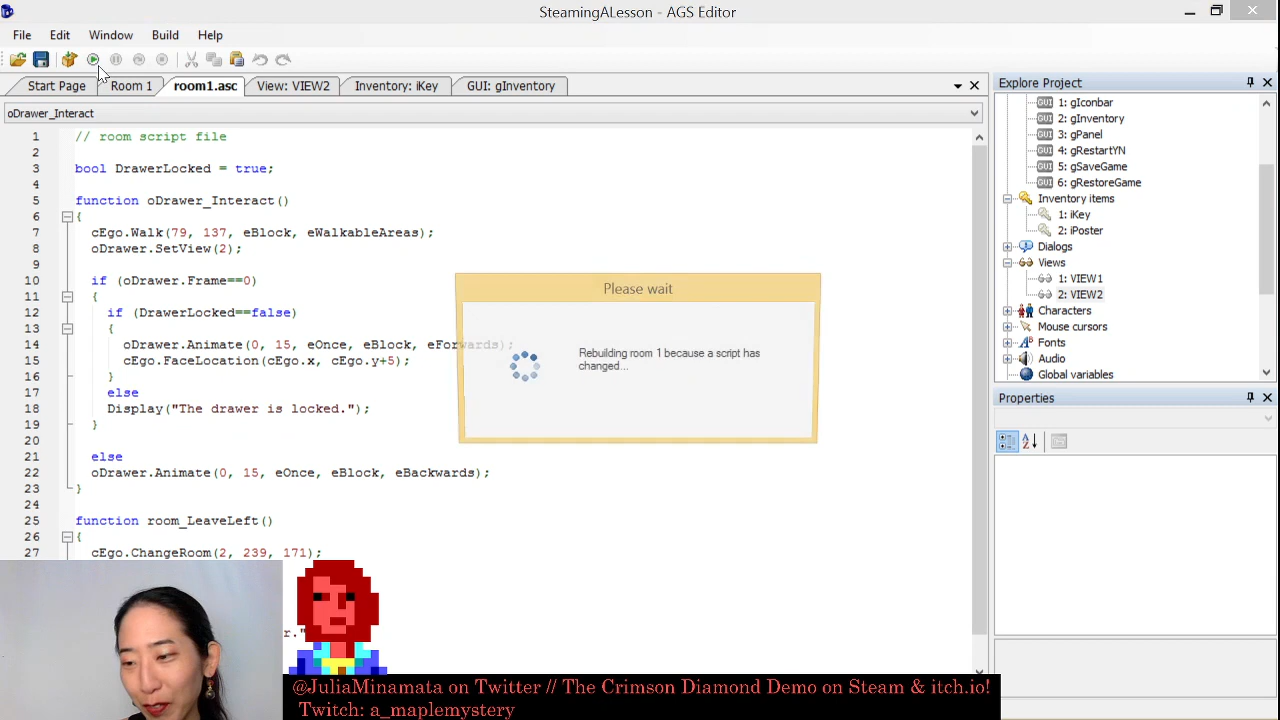 SteamingALesson - AGS Editor
File Edit Window Build Help
Start Page Room 1 room1.asc View: VIEW2 Inventory: iKey GUI: gInventory
oDrawer_Interact
1 // room script file
2
3 bool DrawerLocked = true;
4
5 function oDrawer_Interact()
6 {
7 cEgo.Walk(79, 137, eBlock, eWalkableAreas);
8 oDrawer.SetView(2);
9
10 if (oDrawer.Frame==0)
11 {
12 if (DrawerLocked==false)
13 {
14 oDrawer.Animate(0, 15, eOnce, eBlock, eForwards);
15 cEgo.FaceLocation(cEgo.x, cEgo.y+5);
16 }
17 else
18 Display("The drawer is locked.");
19 }
20
21 else
22 oDrawer.Animate(0, 15, eOnce, eBlock, eBackwards);
23 }
24
25 function room_LeaveLeft()
26 {
27 cEgo.ChangeRoom(2, 239, 171);
r."
Please wait
Rebuilding room 1 because a script has
changed...
Explore Project
GUI 1: gIconbar
GUI 2: gInventory
GUI 3: gPanel
GUI 4: gRestartYN
GUI 5: gSaveGame
GUI 6: gRestoreGame
Inventory items
1: iKey
2: iPoster
Dialogs
Views
1: VIEW1
2: VIEW2
Characters
Mouse cursors
Fonts
Audio
Global variables
Properties
@JuliaMinamata on Twitter // The Crimson Diamond Demo on Steam & itch.io!
Twitch: a_maplemystery